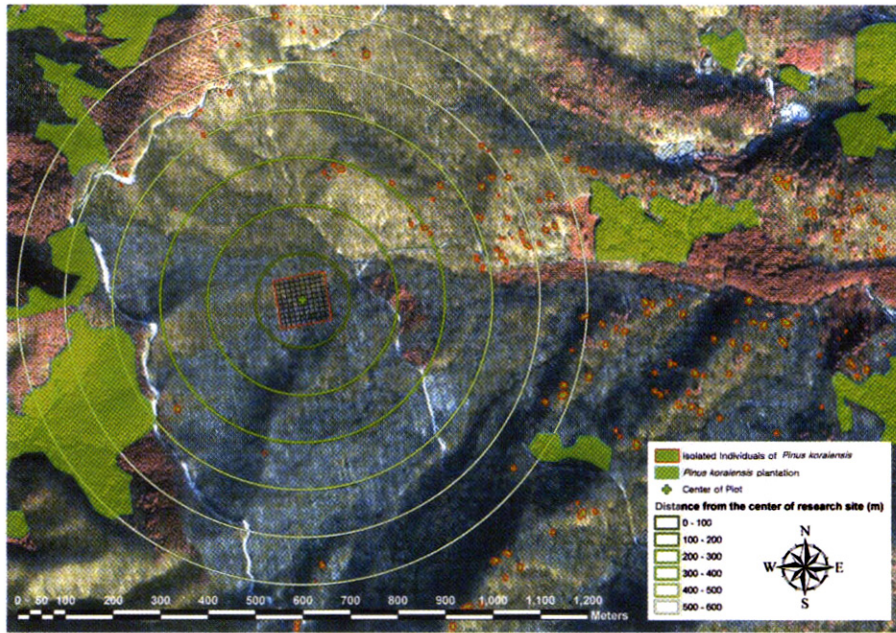 Isolated Individuals of Pinus koraiensis
Pinus koraiensis plantation
Center of Plot
Distance from the center of research site (m)
0 - 100
100 - 200
200 - 300
300 - 400
400 - 500
500 - 600
N
W E
S
0 50 100 200 300 400 500 600 700 800 900 1,000 1,100 1,200
Meters